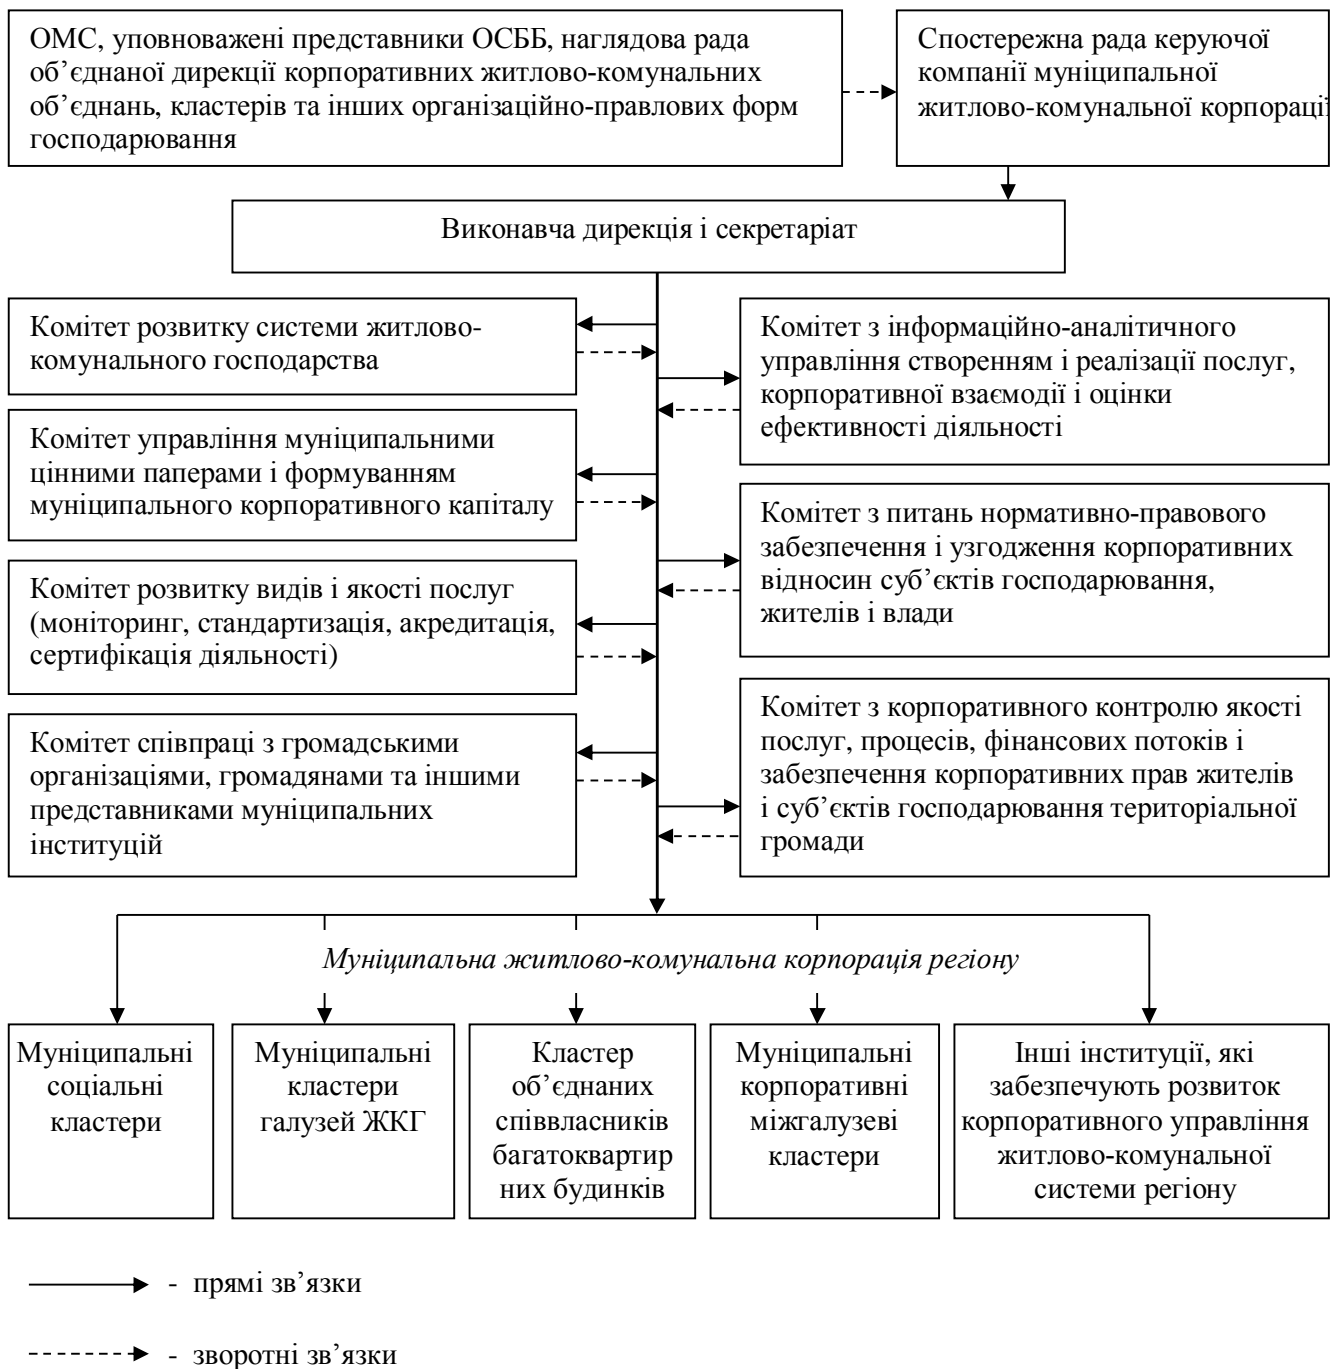 ОМС, уповноважені представники ОСББ, наглядова рада
об’єднаної дирекції корпоративних житлово-комунальних
об’єднань, кластерів та інших організаційно-правлових форм
господарювання
Спостережна рада керуючої
компанії муніципальної
житлово-комунальної корпорації
Виконавча дирекція і секретаріат
Комітет розвитку системи житлово-
комунального господарства
Комітет з інформаційно-аналітичного
управління створенням і реалізації послуг,
корпоративної взаємодії і оцінки
ефективності діяльності
Комітет управління муніципальними
цінними паперами і формуванням
муніципального корпоративного капіталу
Комітет з питань нормативно-правового
забезпечення і узгодження корпоративних
відносин суб’єктів господарювання,
жителів і влади
Комітет розвитку видів і якості послуг
(моніторинг, стандартизація, акредитація,
сертифікація діяльності)
Комітет з корпоративного контролю якості
послуг, процесів, фінансових потоків і
забезпечення корпоративних прав жителів
і суб’єктів господарювання територіальної
громади
Комітет співпраці з громадськими
організаціями, громадянами та іншими
представниками муніципальних
інституцій
Муніципальна житлово-комунальна корпорація регіону
Муніципальні
соціальні
кластери
Муніципальні
кластери
галузей ЖКГ
Кластер
об’єднаних
співвласників
багатоквартир
них будинків
Муніципальні
корпоративні
міжгалузеві
кластери
Інші інституції, які
забезпечують розвиток
корпоративного управління
житлово-комунальної
системи регіону
- прямі зв’язки
- зворотні зв’язки